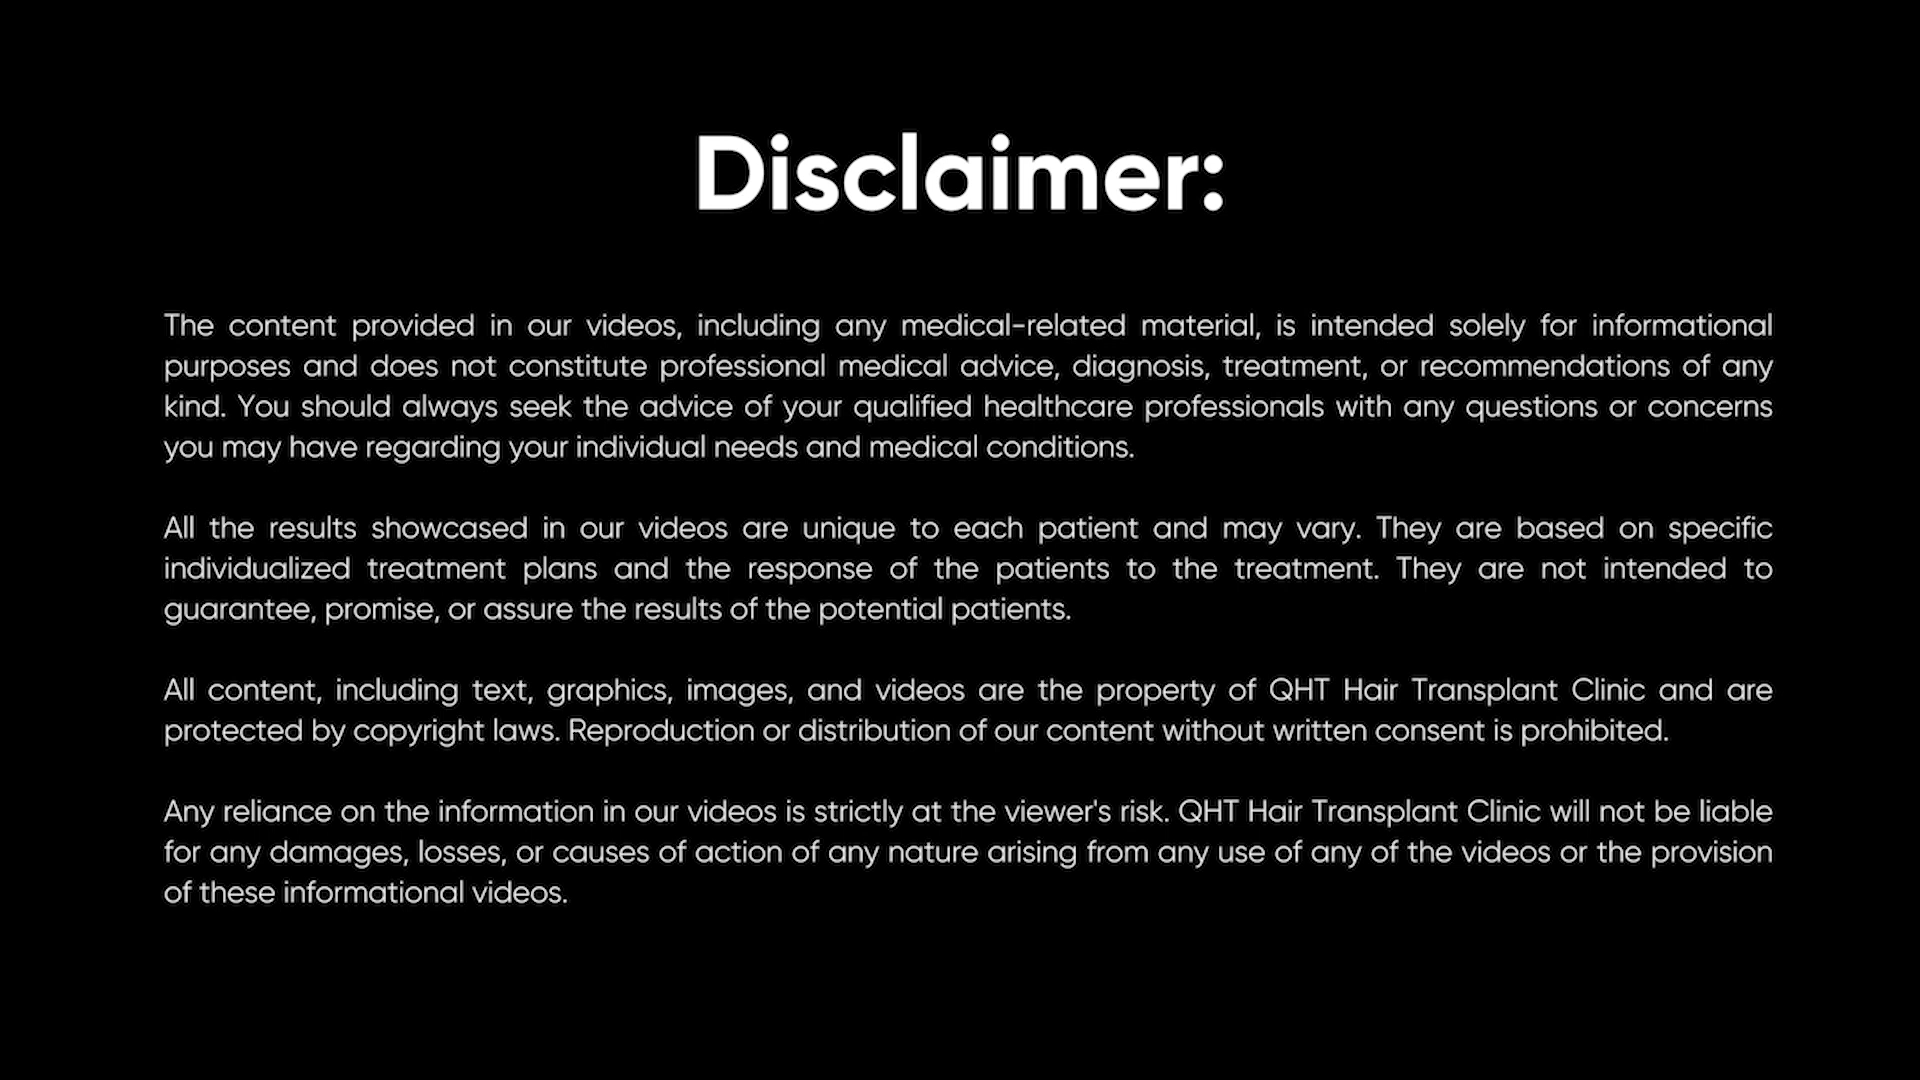 Disclaimer:
The content provided in our videos, including any medical-related material, is intended solely for informational
purposes and does not constitute professional medical advice, diagnosis, treatment, or recommendations of any
kind. You should always seek the advice of your qualified healthcare professionals with any questions or concerns
you may have regarding your individual needs and medical conditions.
All the results showcased in our videos are unique to each patient and may vary. They are based on specific
individualized treatment plans and the response of the patients to the treatment. They are not intended to
guarantee, promise, or assure the results of the potential patients.
All content, including text, graphics, images, and videos are the property of QHT Hair Transplant Clinic and are
protected by copyright laws. Reproduction or distribution of our content without written consent is prohibited.
Any reliance on the information in our videos is strictly at the viewer's risk. QHT Hair Transplant Clinic will not be liable
for any damages, losses, or causes of action of any nature arising from any use of any of the videos or the provision
of these informational videos.